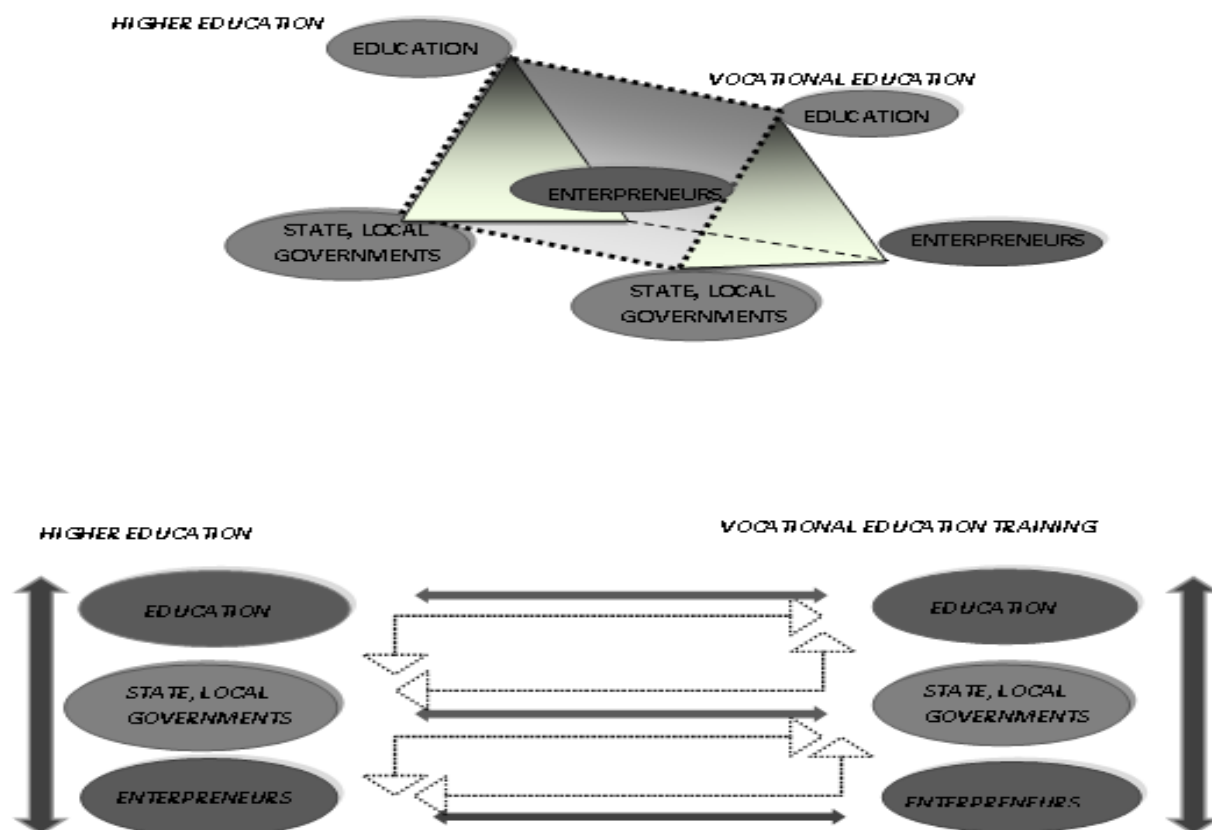 HIGHER EDUCATION
EDUCATION
VOCATIONAL EDUCATION
EDUCATION
ENTERPRENEURS
STATE, LOCAL
GOVERNMENTS
ENTERPRENEURS
STATE, LOCAL
GOVERNMENTS
HIGHER EDUCATION
VOCATIONAL EDUCATION TRAINING
EDUCATION
EDUCATION
STATE, LOCAL
GOVERNMENTS
STATE, LOCAL
GOVERNMENTS
ENTERPRENEURS
ENTERPRENEURS